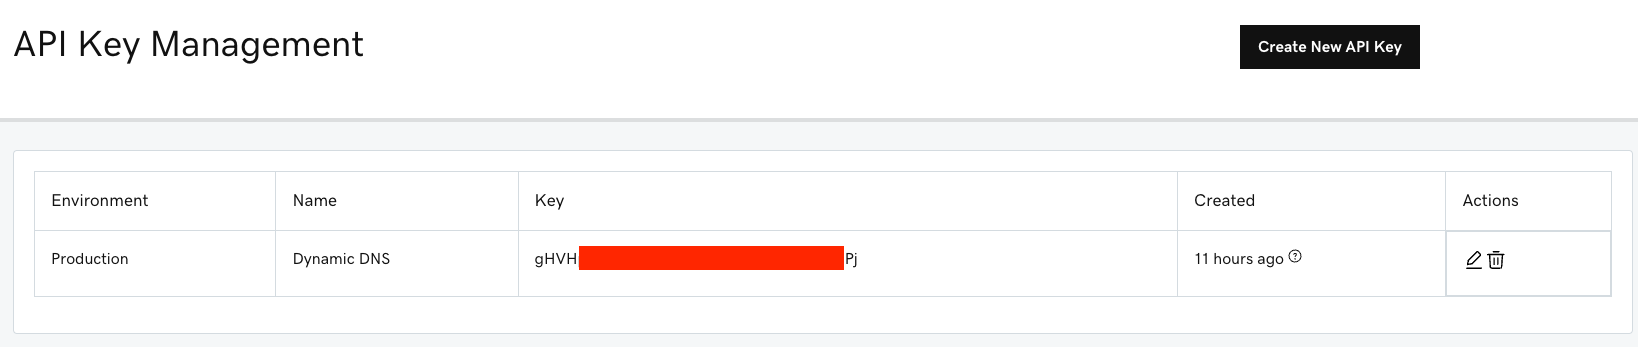 API Key Management
Create New API Key
Environment Name Key Created Actions
Production Dynamic DNS gHVH Pj 11 hours ago ?